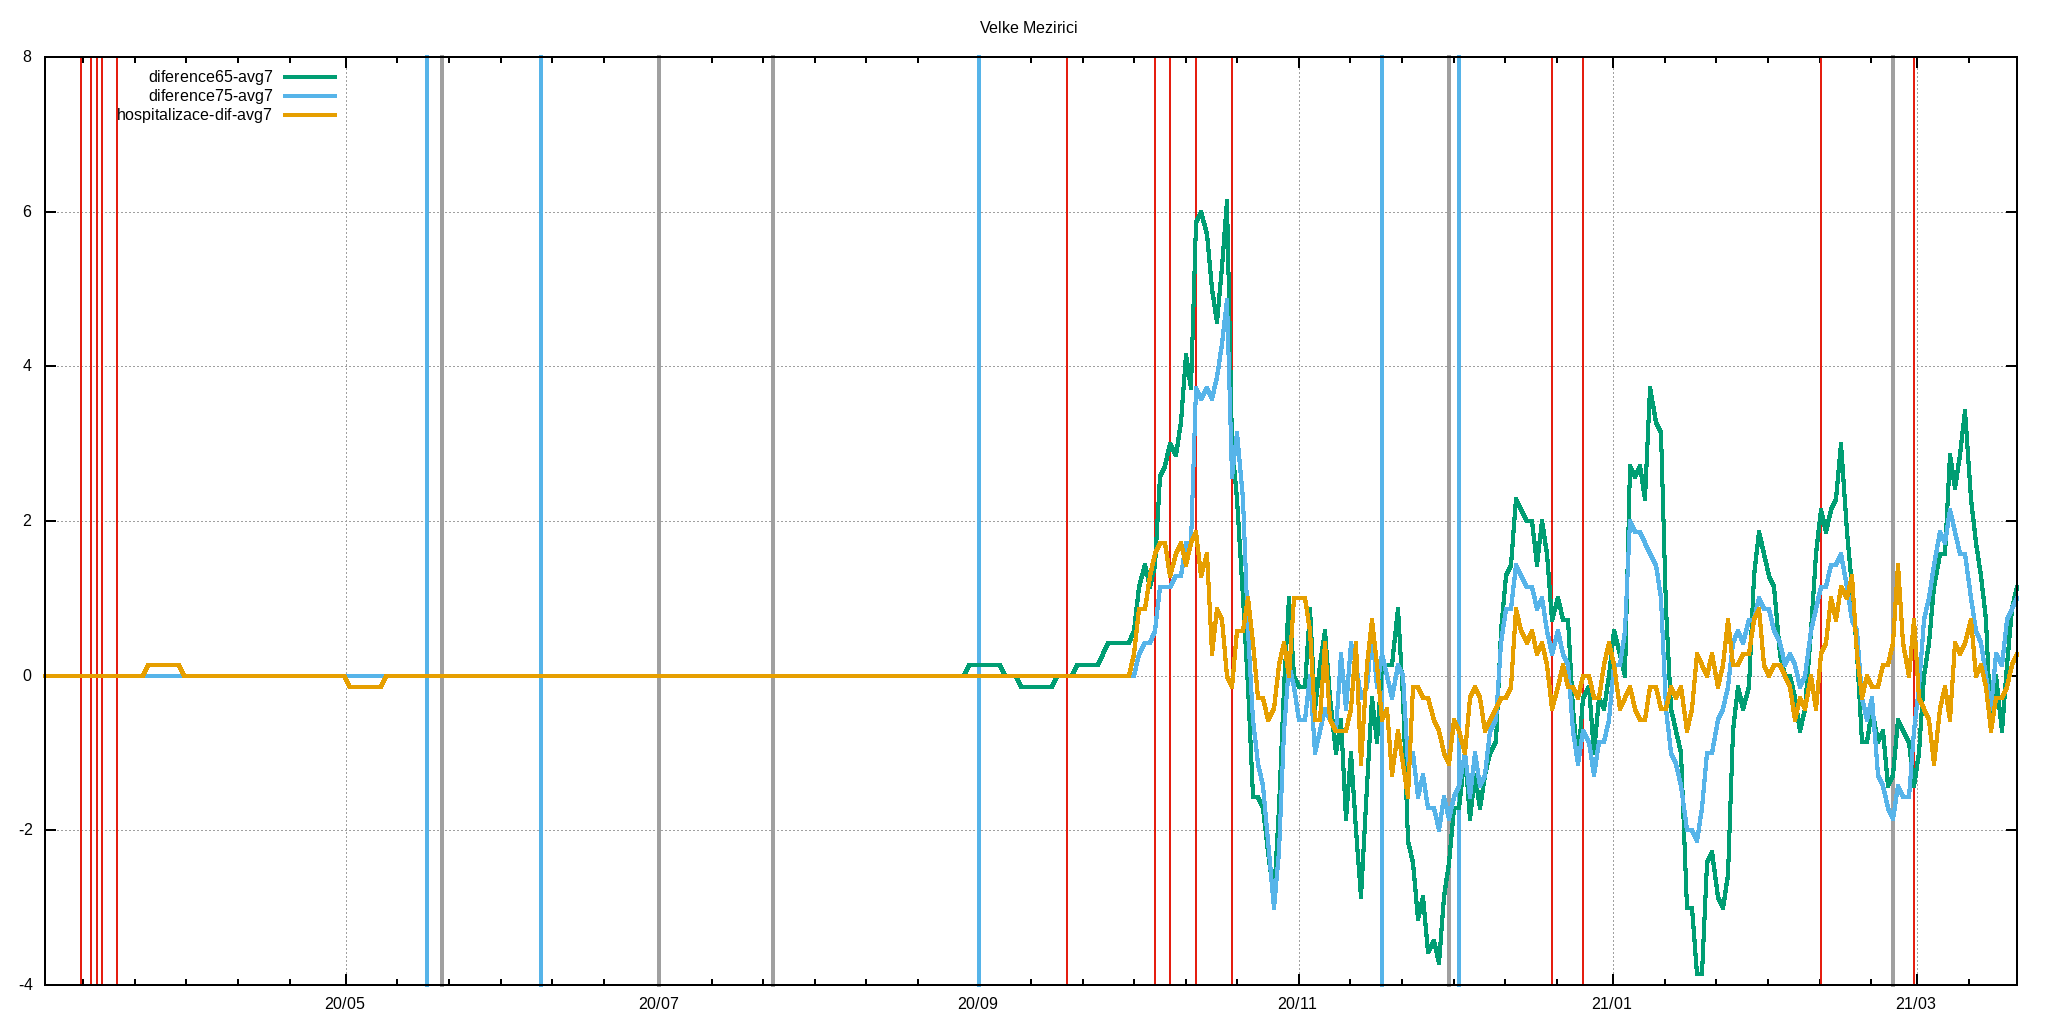 Velke Mezirici
8
diference65-avg7
diference75-avg7
hospitalizace-dif-avg7
6
4
2
0
-2
-4
20/05 20/07 20/09 20/11 21/01 21/03